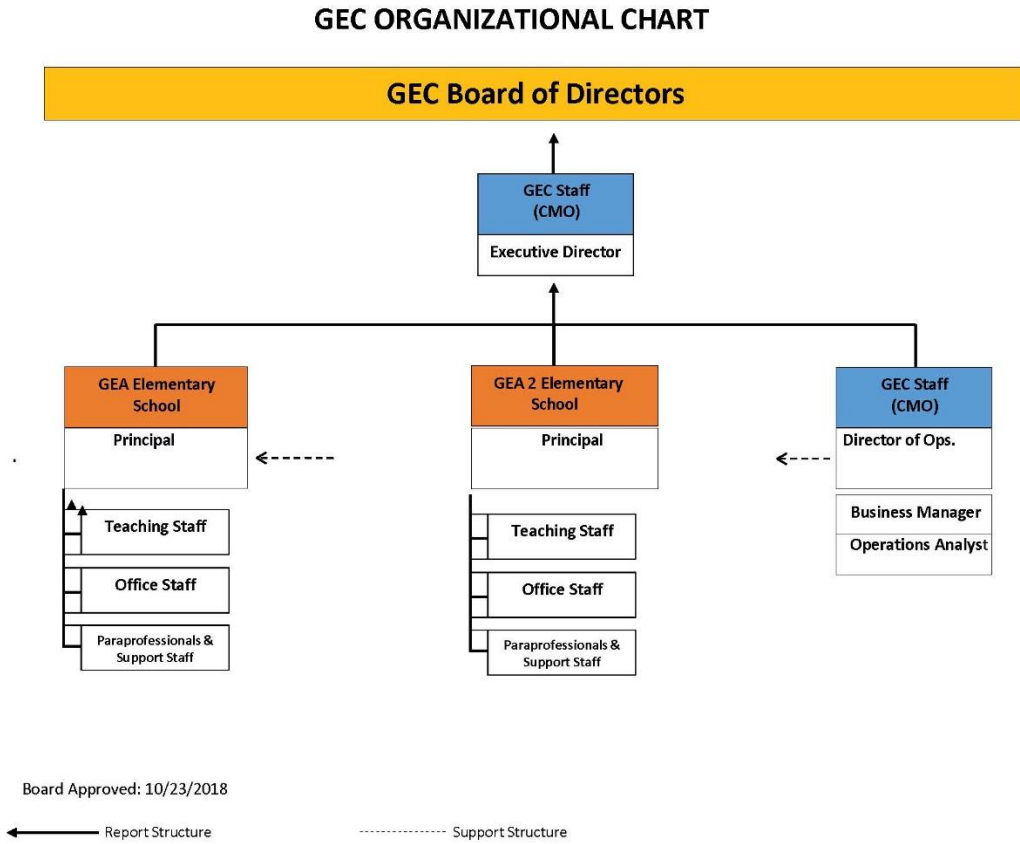 GEC ORGANIZATIONAL CHART
GEC Board of Directors
GEC Staff
(CMO)
Executive Director
GEA Elementary
School
Principal
Teaching Staff
Office Staff
Paraprofessionals &
Support Staff
GEA 2 Elementary
School
Principal
Teaching Staff
Office Staff
Paraprofessionals &
Support Staff
GEC Staff
(CMO)
Director of Ops.
Business Manager
Operations Analyst
Board Approved: 10/23/2018
Report Structure
Support Structure